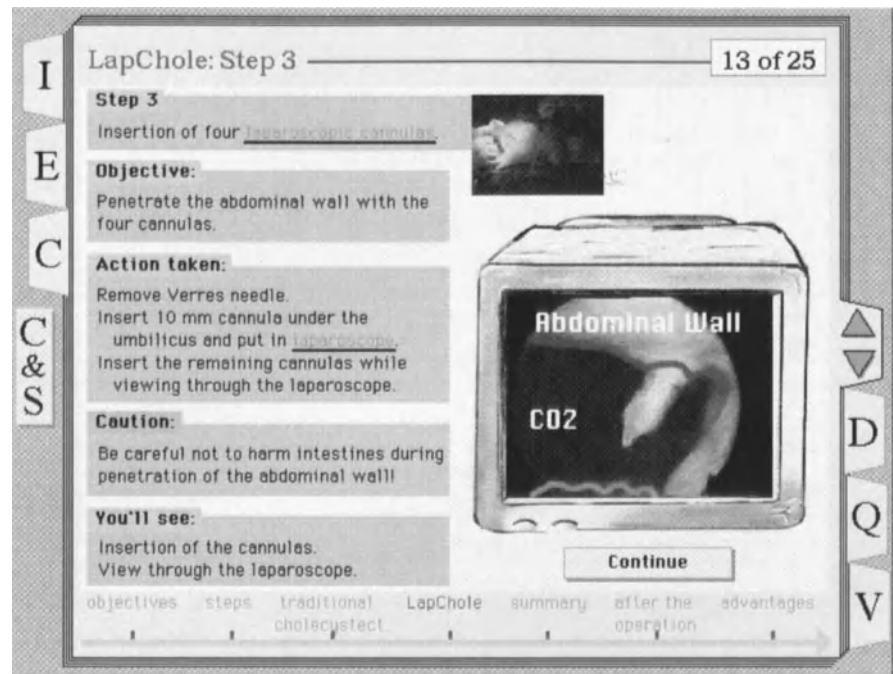 LapChole: Step 3
13 of 25
I
E
C
C
&
S
Step 3
Insertion of four laparoscopic cannulas.
Objective:
Penetrate the abdominal wall with the
four cannulas.
Action taken:
Remove Verres needle.
Insert 10 mm cannula under the
umbilicus and put in laparoscope.
Insert the remaining cannulas while
viewing through the laparoscope.
Caution:
Be careful not to harm intestines during
penetration of the abdominal wall!
You'll see:
Insertion of the cannulas.
View through the laparoscope.
Abdominal Wall
CO2
Continue
D
Q
V
objectives steps traditional LapChole summary after the advantages
cholecystect. operation